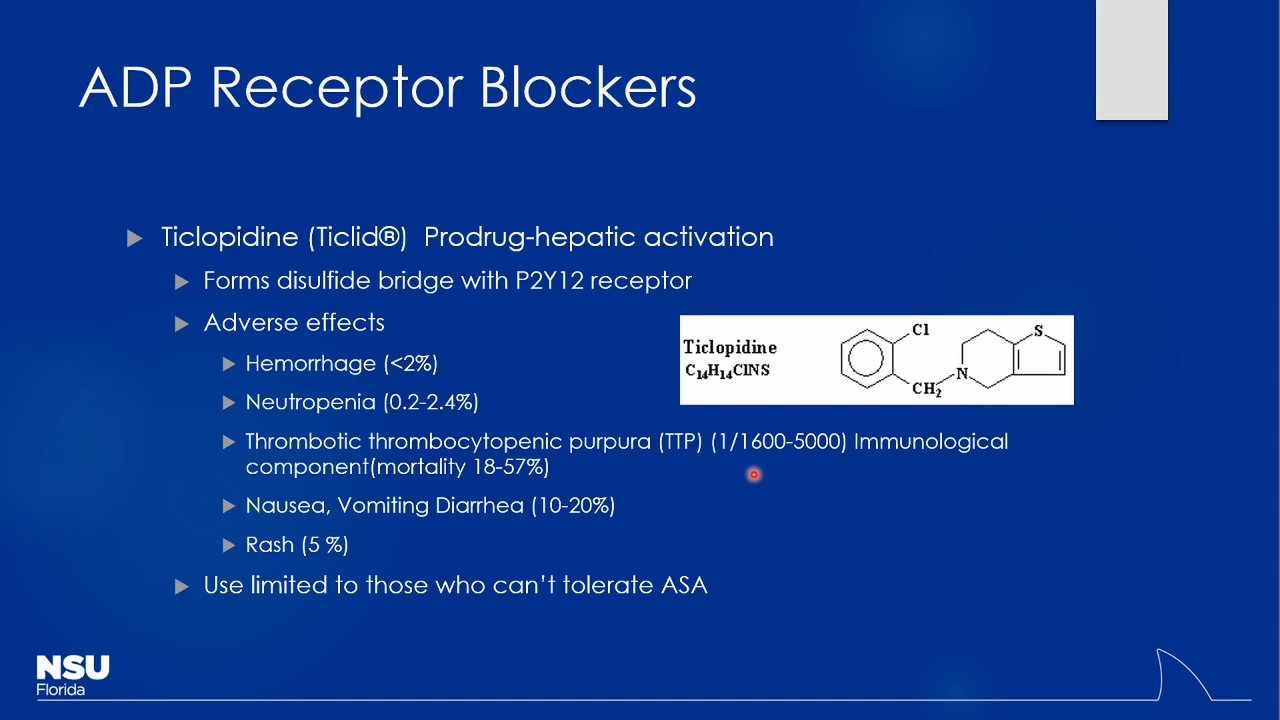 ADP Receptor Blockers
Ticlopidine (Ticlid®) Prodrug-hepatic activation
Forms disulfide bridge with P2Y12 receptor
Adverse effects
Hemorrhage (<2%)
Neutropenia (0.2-2.4%)
Thrombotic thrombocytopenic purpura (TTP) (1/1600-5000) Immunological
component(mortality 18-57%)
Nausea, Vomiting Diarrhea (10-20%)
Rash (5 %)
Use limited to those who can’t tolerate ASA
Ticlopidine
C₁₄H₁₄ClNS
Cl
CH₂
N
S
NSU
Florida